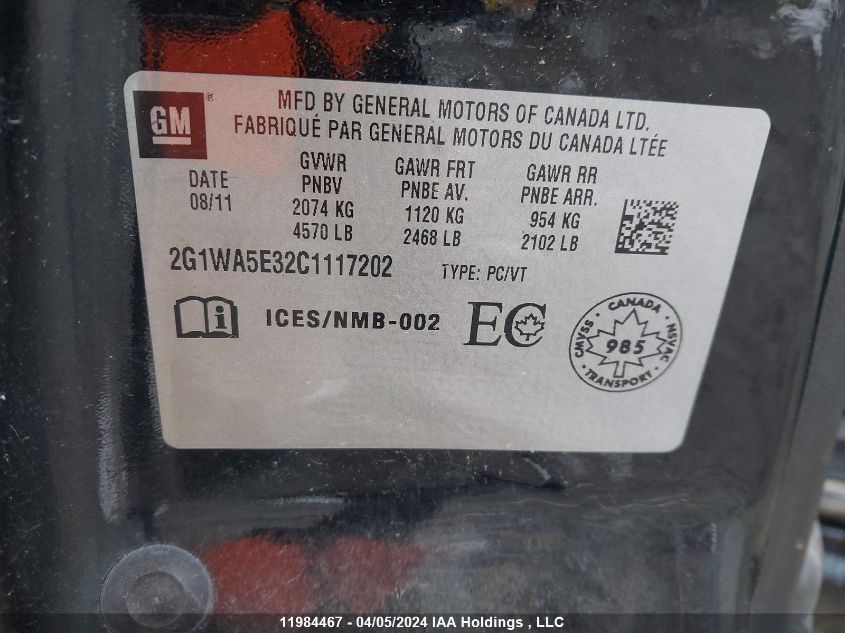 GM®
MFD BY GENERAL MOTORS OF CANADA LTD.
FABRIQUÉ PAR GENERAL MOTORS DU CANADA LTÉE
DATE
08/11
GVWR
PNBV
2074 KG
4570 LB
GAWR FRT
PNBE AV.
1120 KG
2468 LB
GAWR RR
PNBE ARR.
954 KG
2102 LB
2G1WA5E32C1117202 TYPE: PC/VT
i ICES/NMB-002 EC
CANADA
CMVSS · NSVAC
985
TRANSPORT
11984467 - 04/05/2024 IAA Holdings , LLC